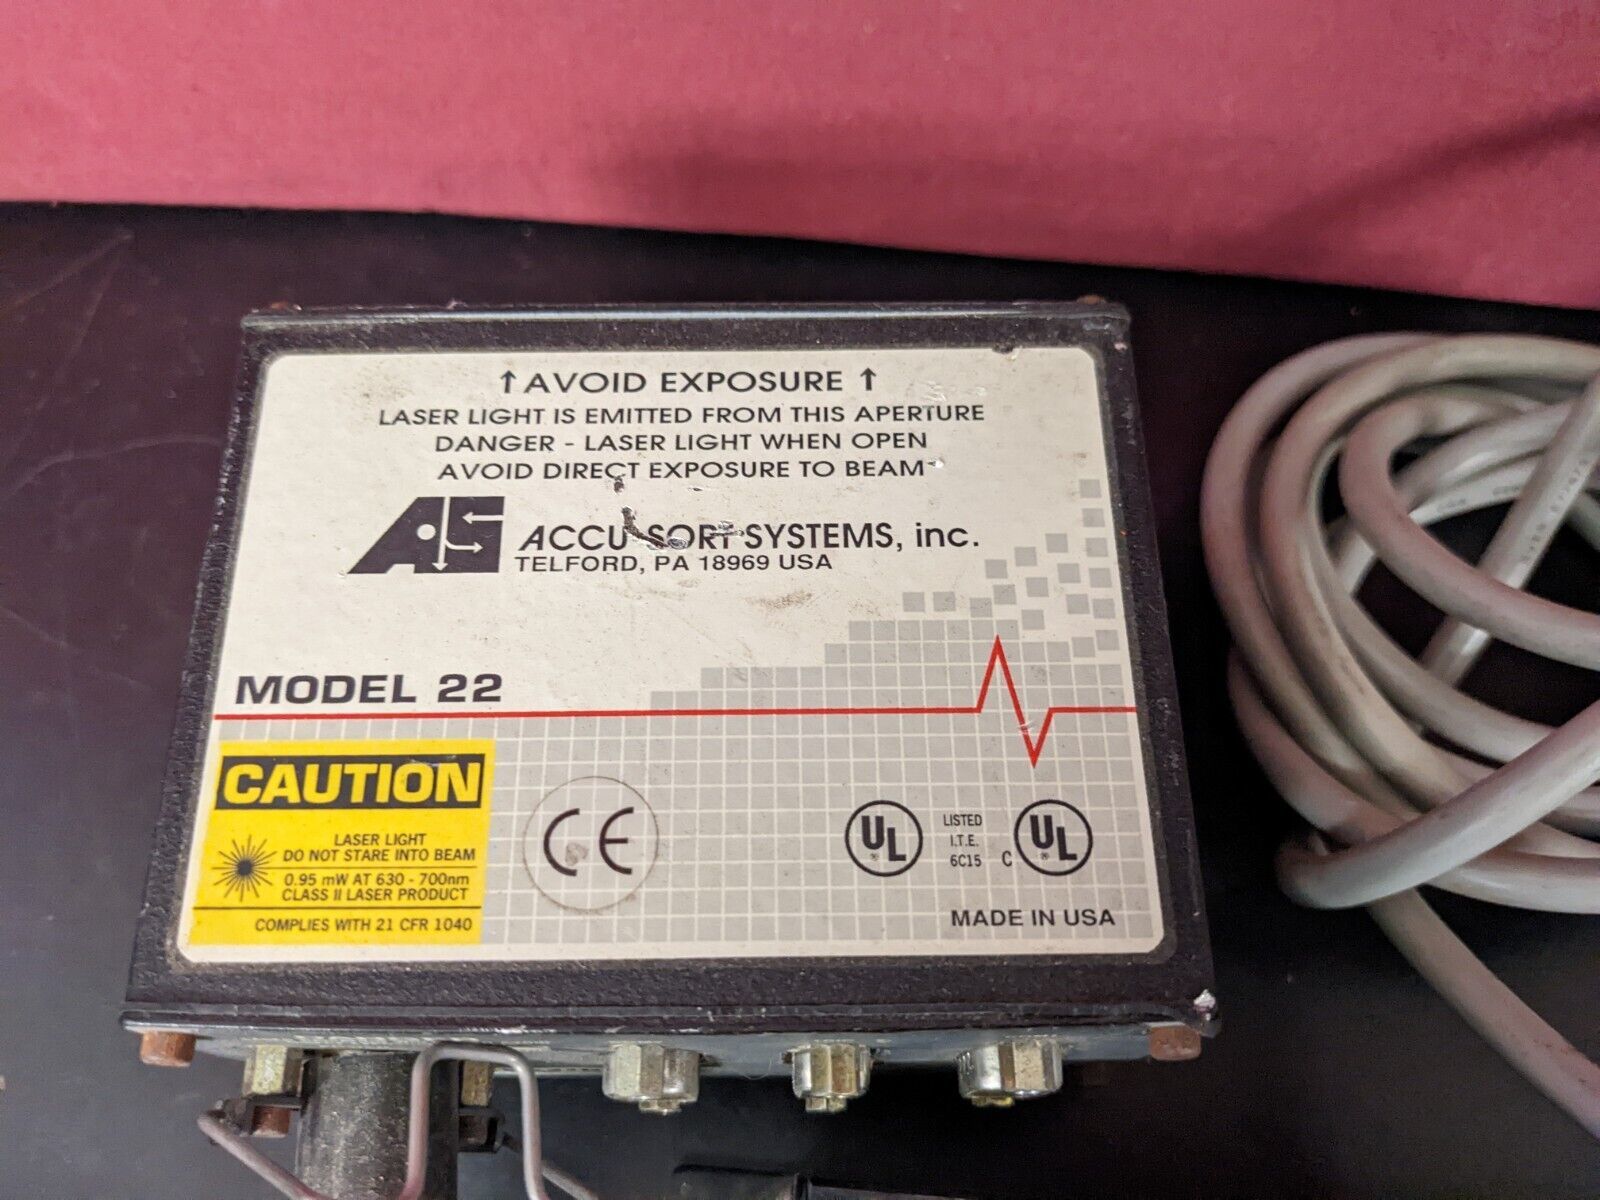 ↑ AVOID EXPOSURE ↑
LASER LIGHT IS EMITTED FROM THIS APERTURE
DANGER - LASER LIGHT WHEN OPEN
AVOID DIRECT EXPOSURE TO BEAM
AS
ACCU SORT SYSTEMS, inc.
TELFORD, PA 18969 USA
MODEL 22
CAUTION
LASER LIGHT
DO NOT STARE INTO BEAM
0.95 mW AT 630 - 700nm
CLASS II LASER PRODUCT
COMPLIES WITH 21 CFR 1040
CE
UL
®
LISTED
I.T.E.
6C15
C
UL
®
MADE IN USA